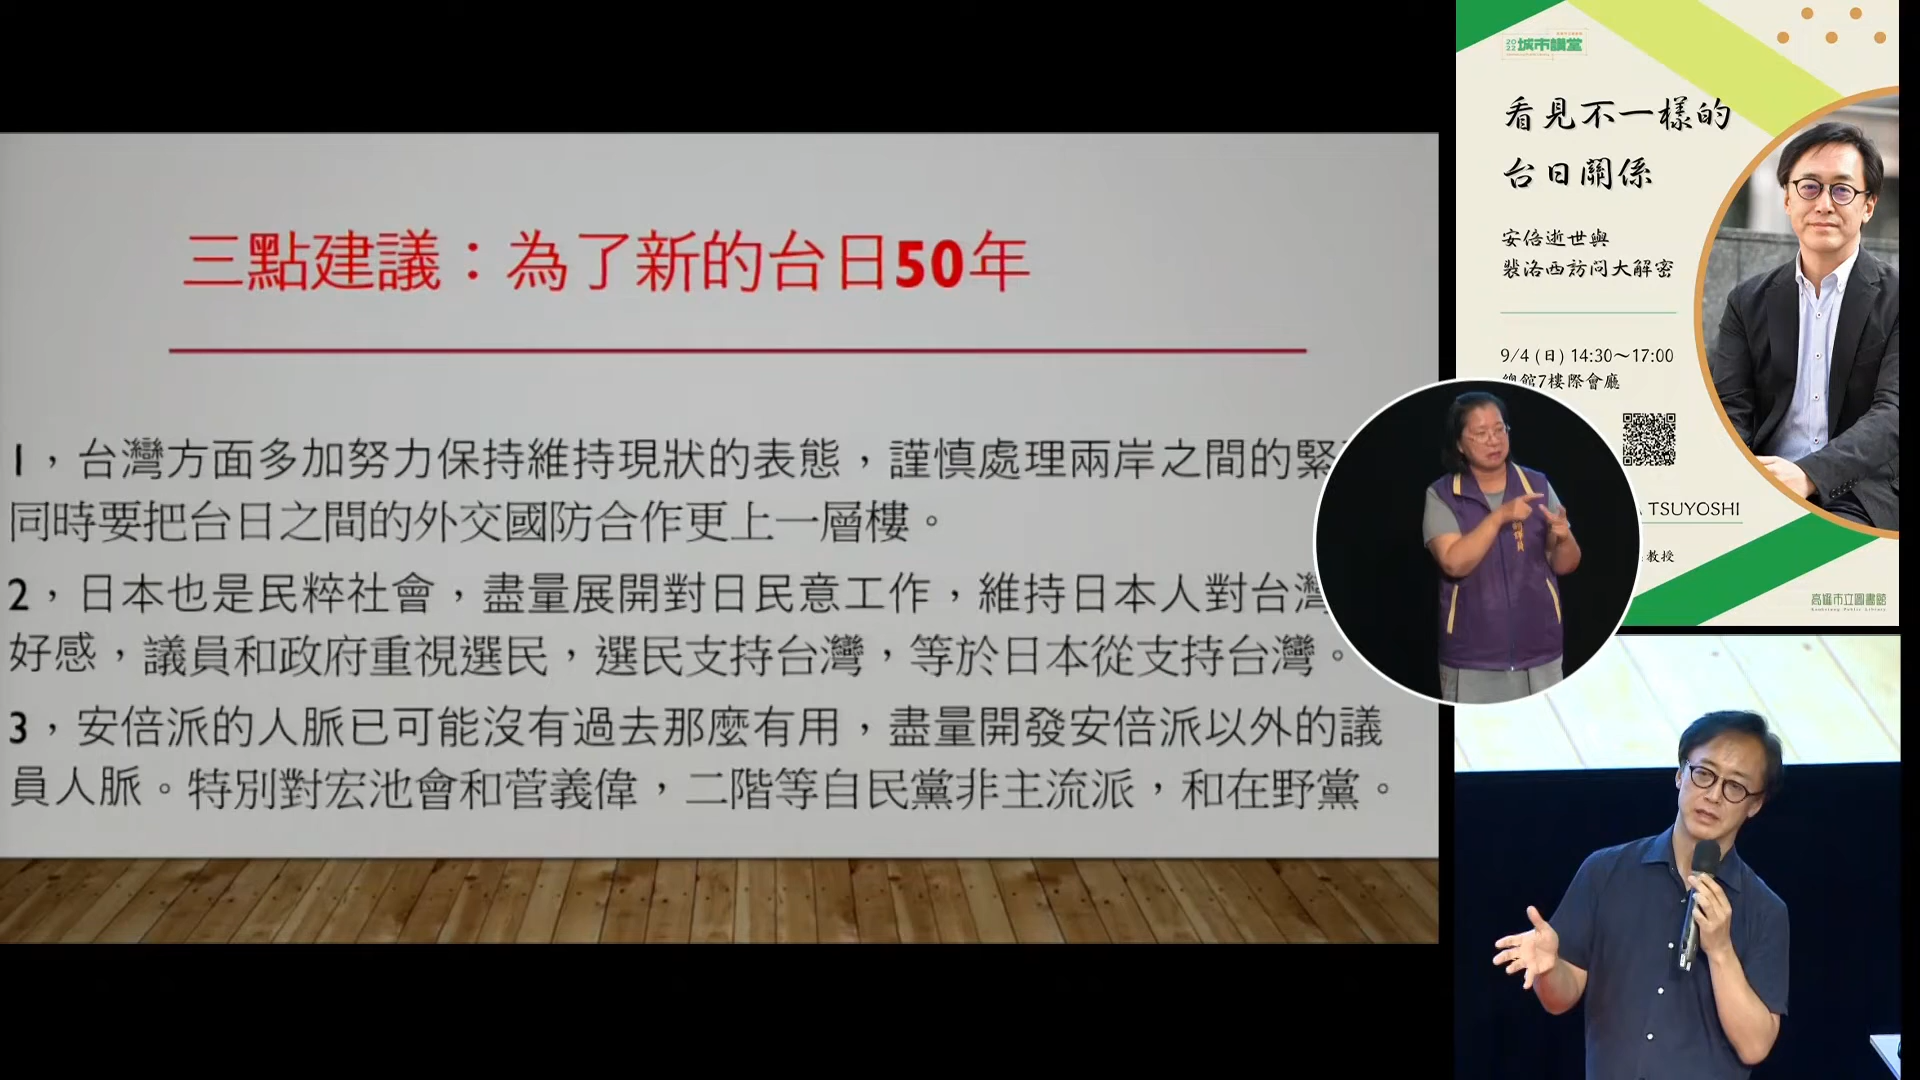 三點建議：為了新的台日50年
1，台灣方面多加努力保持維持現狀的表態，謹慎處理兩岸之間的緊
同時要把台日之間的外交國防合作更上一層樓。
2，日本也是民粹社會，盡量展開對日民意工作，維持日本人對台灣
好感，議員和政府重視選民，選民支持台灣，等於日本從支持台灣。
3，安倍派的人脈已可能沒有過去那麼有用，盡量開發安倍派以外的議
員人脈。特別對宏池會和菅義偉，二階等自民黨非主流派，和在野黨。
2022 城市講堂
看見不一樣的
台日關係
安倍逝世與
裴洛西訪問大解密
9/4 (日) 14:30～17:00
總館7樓際會廳
TSUYOSHI
教授
高雄市立圖書館
Kaohsiung Public Library